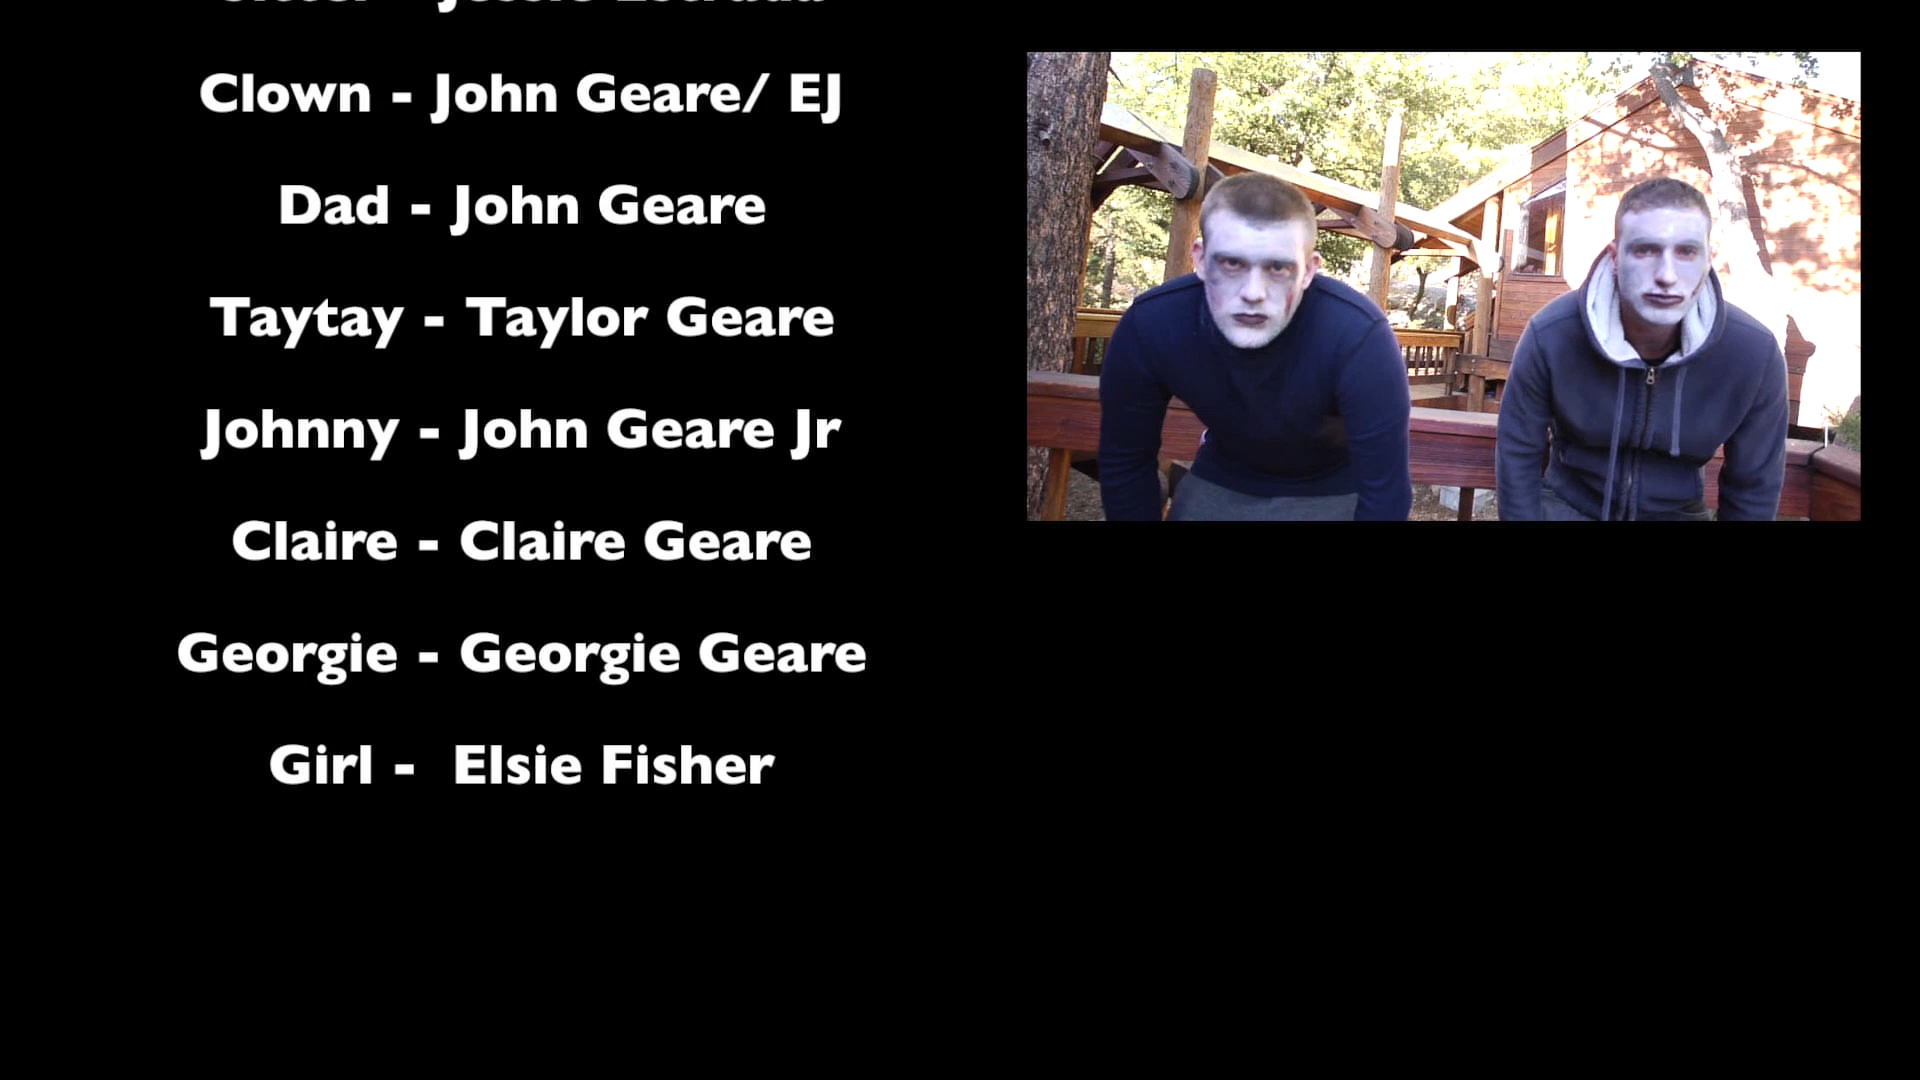 Clown - John Geare/ EJ
Dad - John Geare
Taytay - Taylor Geare
Johnny - John Geare Jr
Claire - Claire Geare
Georgie - Georgie Geare
Girl - Elsie Fisher